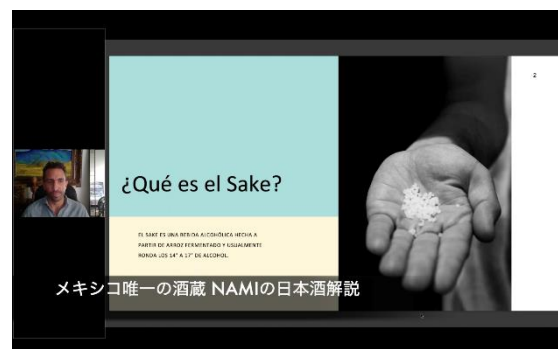 2
¿Qué es el Sake?
EL SAKE ES UNA BEBIDA ALCOHÓLICA HECHA A
PARTIR DE ARROZ FERMENTADO Y USUALMENTE
RONDA LOS 14° A 17° DE ALCOHOL.
メキシコ唯一の酒蔵 NAMIの日本酒解説